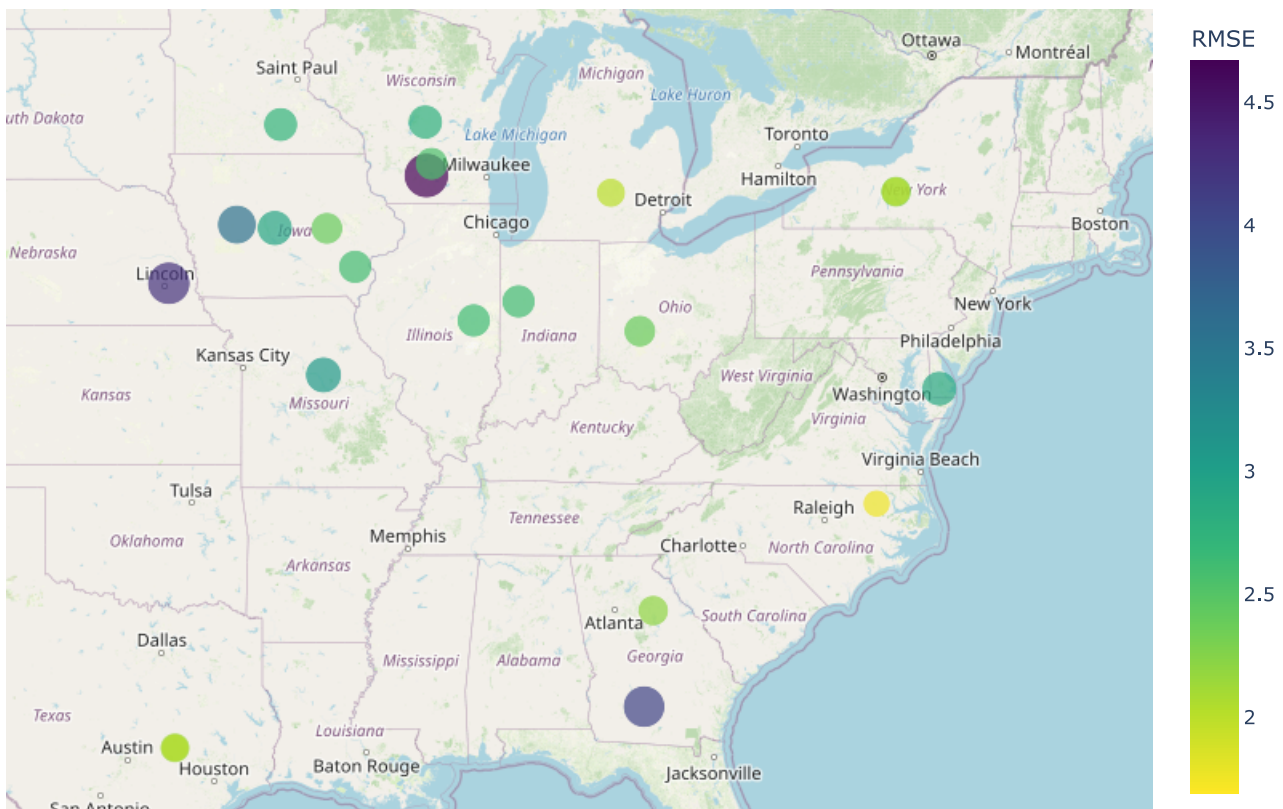 RMSE
Ottawa
Montréal
Saint Paul
Wisconsin
Michigan
Lake Huron
4.5
uth Dakota
Lake Michigan
Toronto
Milwaukee
Hamilton
New York
Detroit
Chicago
Boston
4
Iowa
Nebraska
Lincoln
Pennsylvania
New York
Ohio
Illinois
Indiana
Philadelphia
3.5
Kansas City
West Virginia
Washington
Kansas
Missouri
Virginia
Kentucky
Virginia Beach
3
Tulsa
Raleigh
Tennessee
Memphis
Oklahoma
Charlotte
North Carolina
Arkansas
2.5
South Carolina
Atlanta
Dallas
Mississippi
Alabama
Georgia
2
Texas
Louisiana
Austin
Houston
Baton Rouge
Jacksonville
San Antonio